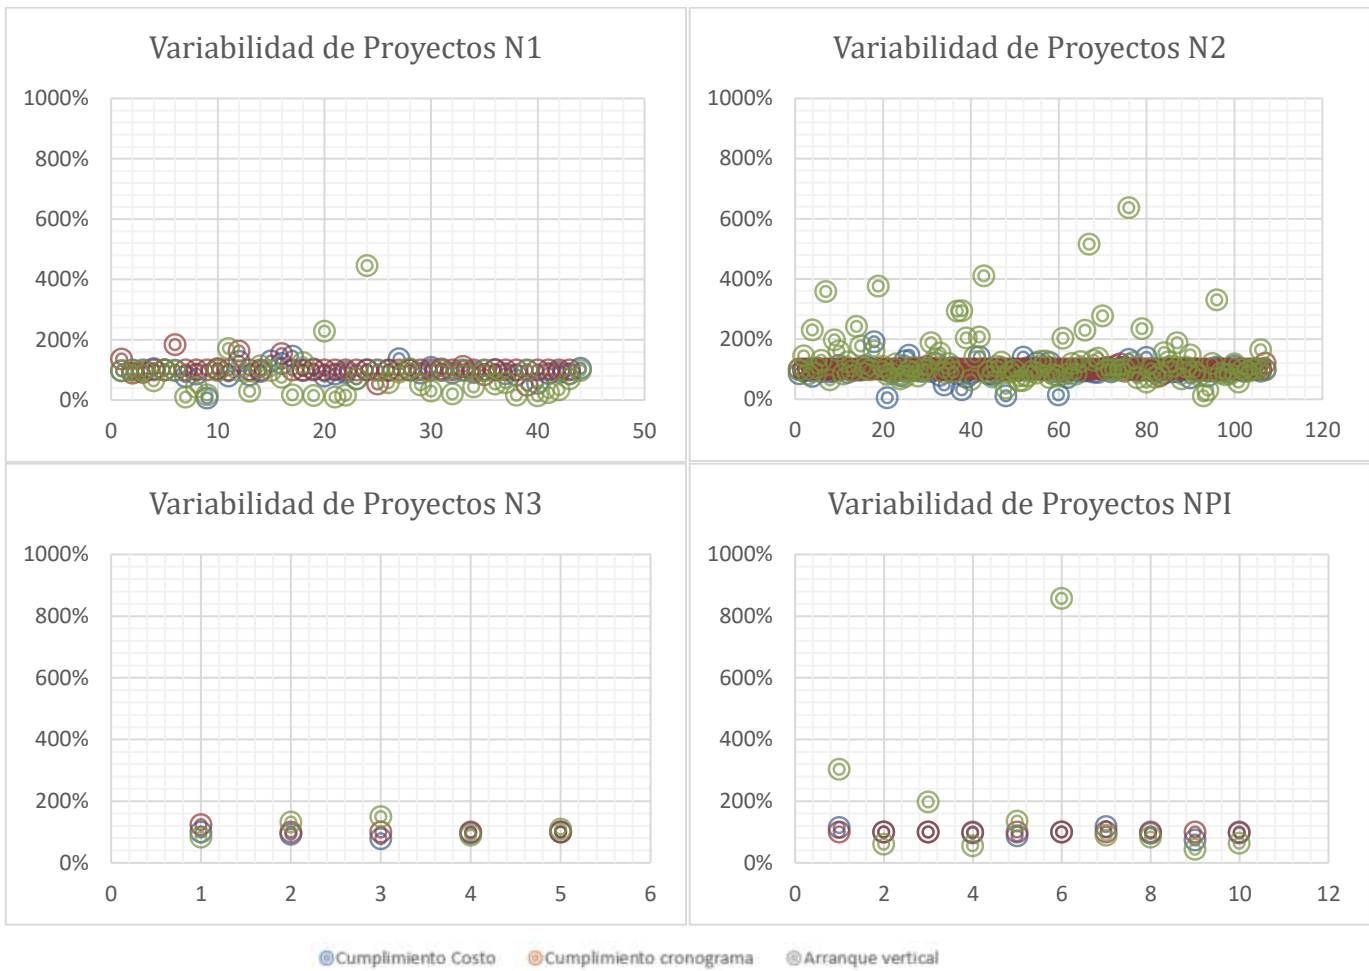 Variabilidad de Proyectos N1
1000%
800%
600%
400%
200%
0%
0 10 20 30 40 50
Variabilidad de Proyectos N2
1000%
800%
600%
400%
200%
0%
0 20 40 60 80 100 120
Variabilidad de Proyectos N3
1000%
800%
600%
400%
200%
0%
0 1 2 3 4 5 6
Variabilidad de Proyectos NPI
1000%
800%
600%
400%
200%
0%
0 2 4 6 8 10 12
Cumplimiento Costo Cumplimiento cronograma Arranque vertical